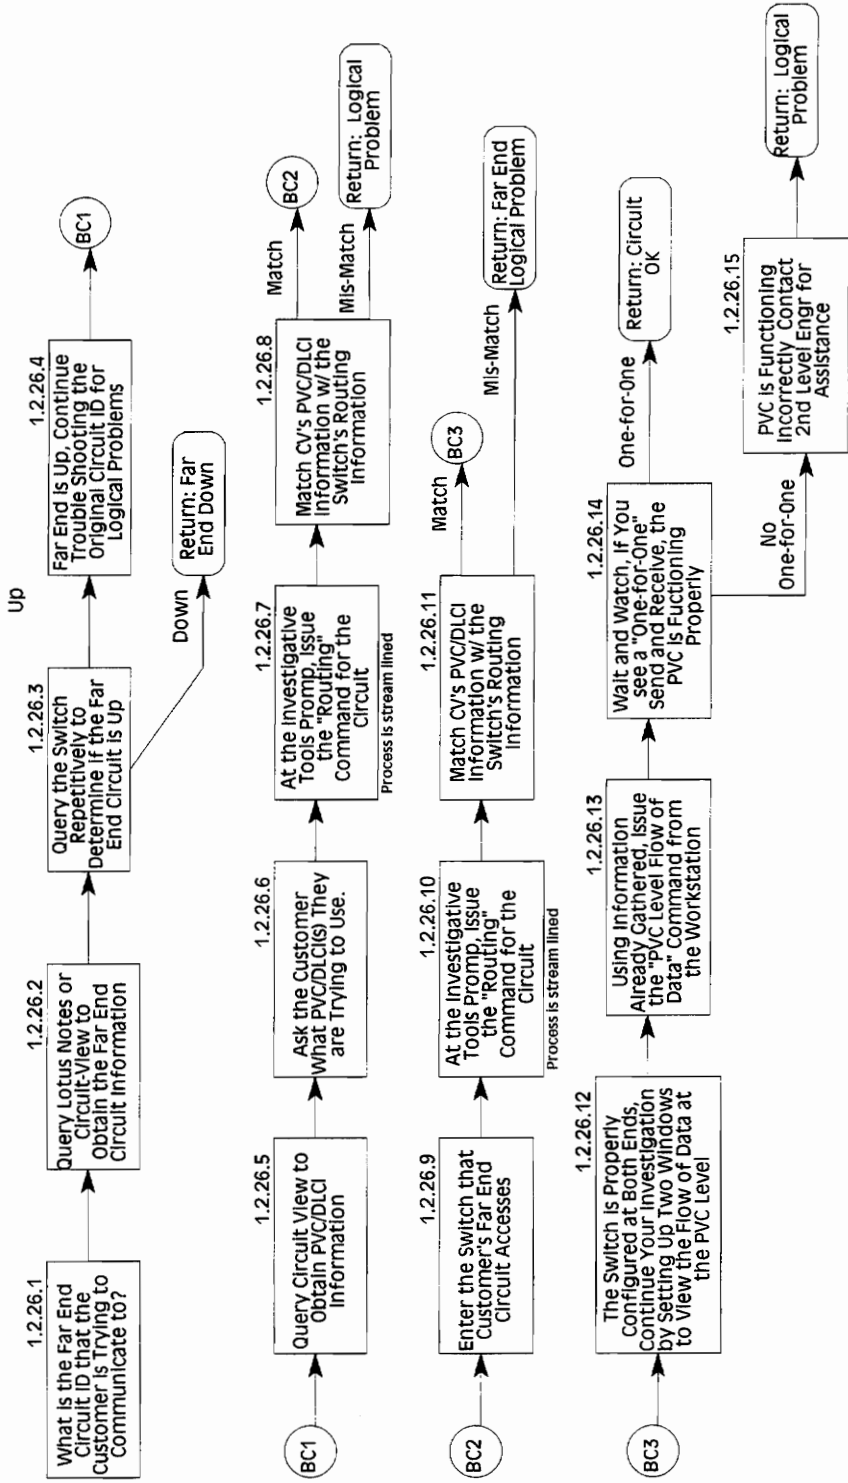 1.2.26.1
What is the Far End
Circuit ID that the
Customer is Trying to
Communicate to?
1.2.26.2
Query Lotus Notes or
Circuit-View to
Obtain the Far End
Circuit Information
1.2.26.3
Query the Switch
Repetitively to
Determine if the Far
End Circuit is Up
Up
1.2.26.4
Far End is Up, Continue
Trouble Shooting the
Original Circuit ID for
Logical Problems
BC1
Down
Return: Far
End Down
BC1
1.2.26.5
Query Circuit View to
Obtain PVC/DLCI
Information
1.2.26.6
Ask the Customer
What PVC/DLCI(s) They
are Trying to Use.
1.2.26.7
At the Investigative
Tools Promp, Issue
the "Routing"
Command for the
Circuit
Process is stream lined
1.2.26.8
Match CV's PVC/DLCI
Information w/ the
Switch's Routing
Information
Match
BC2
Mis-Match
Return: Logical
Problem
BC2
1.2.26.9
Enter the Switch that
Customer's Far End
Circuit Accesses
1.2.26.10
At the Investigative
Tools Promp, Issue
the "Routing"
Command for the
Circuit
Process is stream lined
1.2.26.11
Match CV's PVC/DLCI
Information w/ the
Switch's Routing
Information
Match
BC3
Mis-Match
Return: Far End
Logical Problem
BC3
1.2.26.12
The Switch is Properly
Configured at Both Ends,
Continue Your Investigation
by Setting Up Two Windows
to View the Flow of Data at
the PVC Level
1.2.26.13
Using Information
Already Gathered, Issue
the "PVC Level Flow of
Data" Command from
the Workstation
1.2.26.14
Wait and Watch, If You
see a "One-for-One"
Send and Receive, the
PVC is Fuctioning
Properly
One-for-One
Return: Circuit
OK
No
One-for-One
1.2.26.15
PVC is Functioning
Incorrectly Contact
2nd Level Engr for
Assistance
Return: Logical
Problem